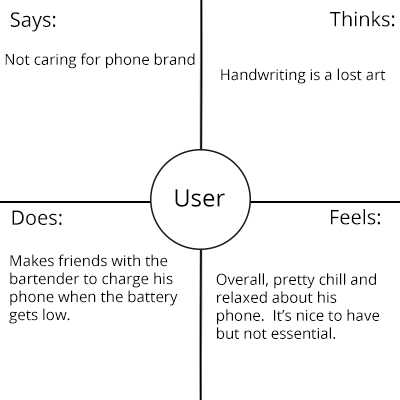 Says:
Not caring for phone brand
Thinks:
Handwriting is a lost art
User
Does:
Makes friends with the
bartender to charge his
phone when the battery
gets low.
Feels:
Overall, pretty chill and
relaxed about his
phone.  It’s nice to have
but not essential.